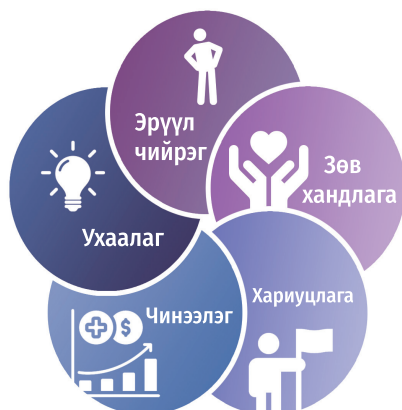 Эрүүл
чийрэг
Зөв
хандлага
Ухаалаг
Чинээлэг
Хариуцлага
$